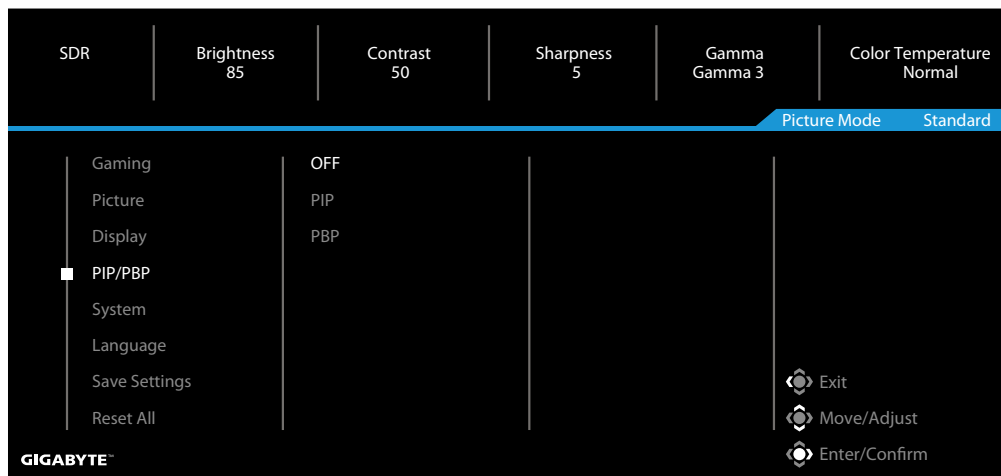 SDR
Brightness
85
Contrast
50
Sharpness
5
Gamma
Gamma 3
Color Temperature
Normal
Picture Mode Standard
Gaming
Picture
Display
PIP/PBP
System
Language
Save Settings
Reset All
OFF
PIP
PBP
Exit
Move/Adjust
Enter/Confirm
GIGABYTE™